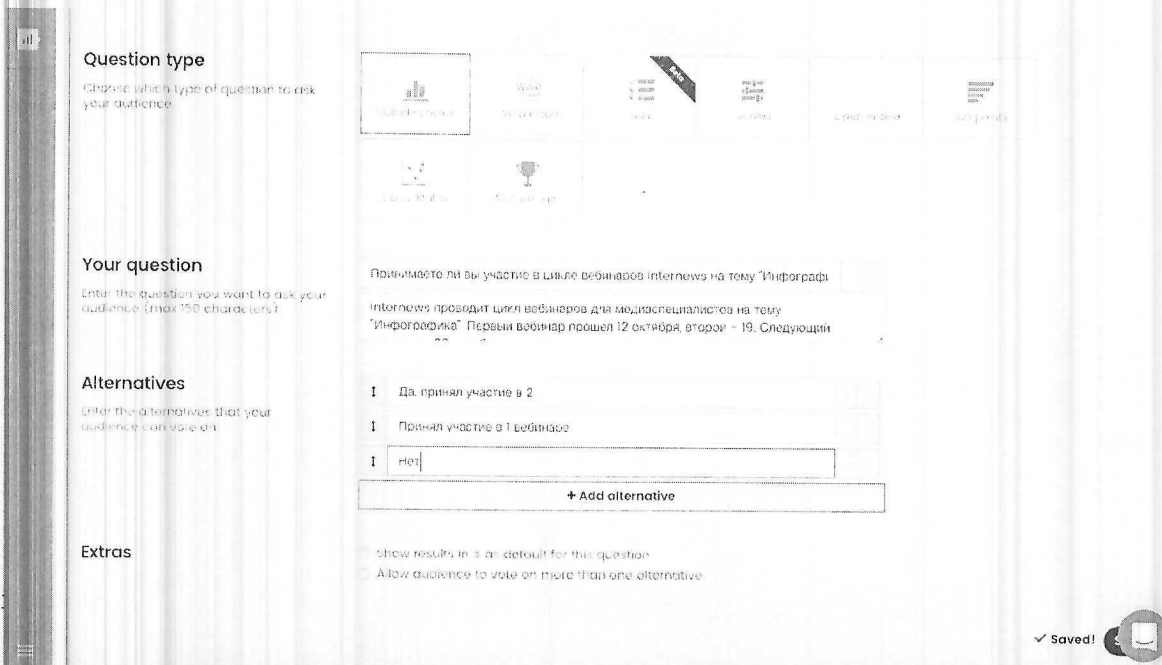 Question type
Choose which type of question to ask
your audience
Beta
Multiple choice
Your question
Enter the question you want to ask your
audience (max 150 characters)
Принимаете ли вы участие в цикле вебинаров Internews на тему "Инфографи
Internews проводит цикл вебинаров для медиаспециалистов на тему
"Инфографика" Первый вебинар прошел 12 октября, второй - 19. Следующий
Alternatives
Enter the alternatives that your
audience can vote on
Да, принял участие в 2
Принял участие в 1 вебинаре
Нет
+ Add alternative
Extras
Show results in % as default for this question
Allow audience to vote on more than one alternative
✓ Saved!